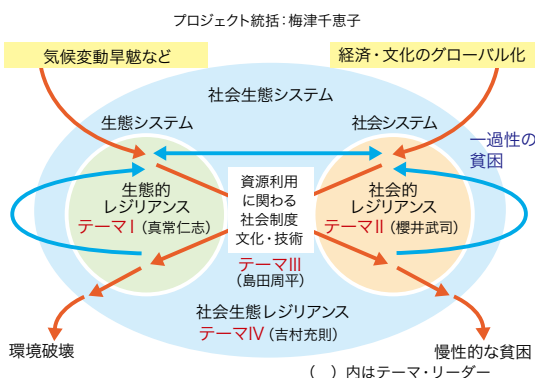 プロジェクト統括：梅津千恵子
気候変動旱魃など
経済・文化のグローバル化
社会生態システム
生態システム
社会システム
一過性の
貧困
資源利用
に関わる
社会制度
文化・技術
生態的
レジリアンス
テーマⅠ（真常仁志）
社会的
レジリアンス
テーマⅡ（櫻井武司）
テーマⅢ
（島田周平）
社会生態レジリアンス
テーマⅣ（吉村充則）
環境破壊
慢性的な貧困
（　）内はテーマ・リーダー